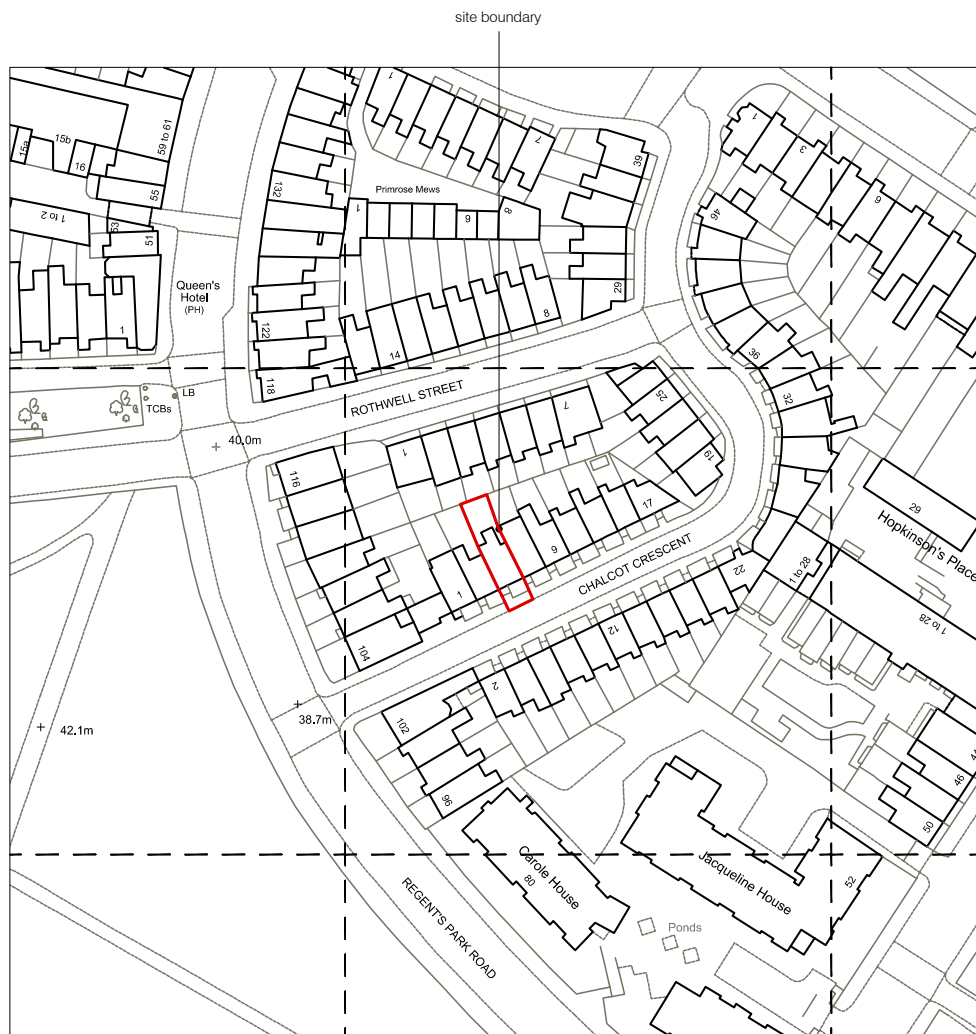 site boundary
59 to 61
15b
15a
16
55
1 to 2
53
51
1
Queen's
Hotel
(PH)
132
122
118
1
7
39
Primrose Mews
1
6
8
14
8
29
1
3
6
46
36
32
ROTHWELL STREET
LB
TCBs
40.0m
116
1
7
25
19
17
9
1
104
CHALCOT CRESCENT
22
12
2
102
96
29
Hopkinson's Place
1 to 28
1 to 28
38.7m
42.1m
44
46
50
52
Carole House
80
Jacqueline House
Ponds
REGENT'S PARK ROAD